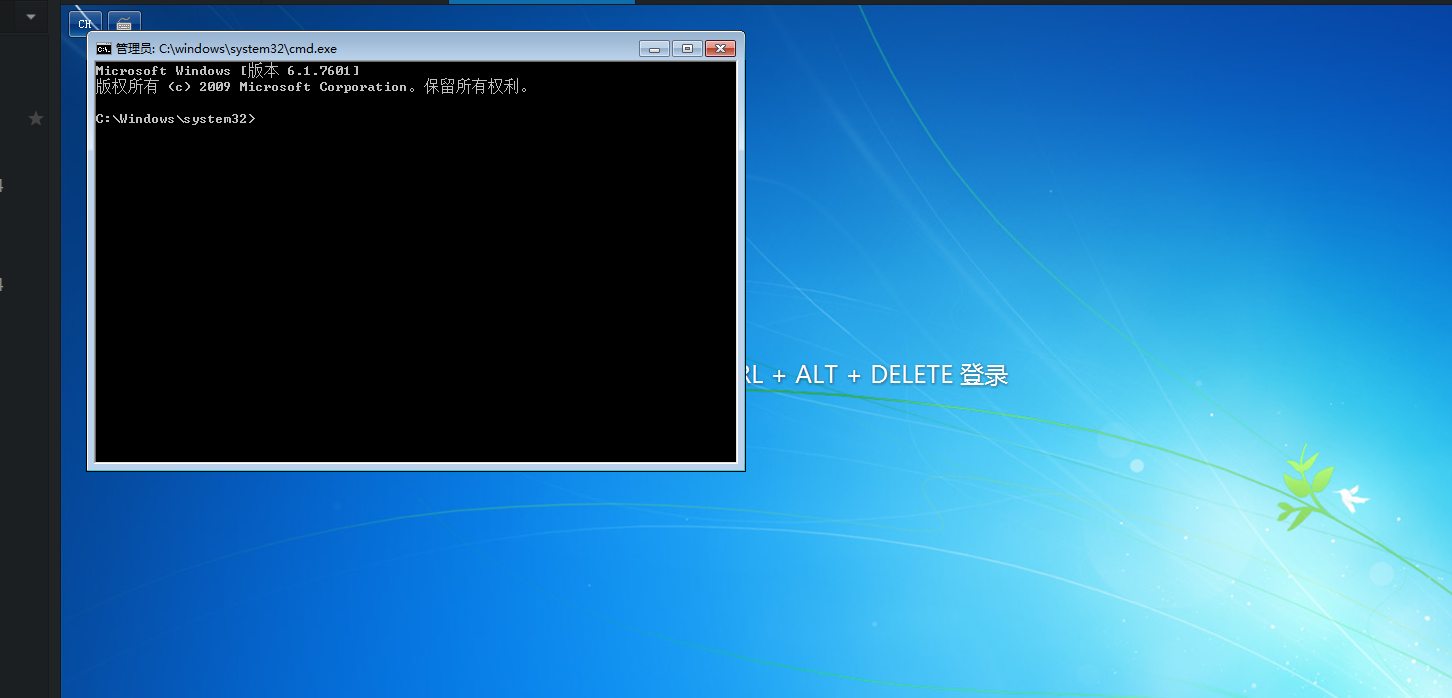 CH
管理员: C:\windows\system32\cmd.exe
Microsoft Windows [版本 6.1.7601]
版权所有 (c) 2009 Microsoft Corporation。保留所有权利。
C:\Windows\system32>
RL + ALT + DELETE 登录